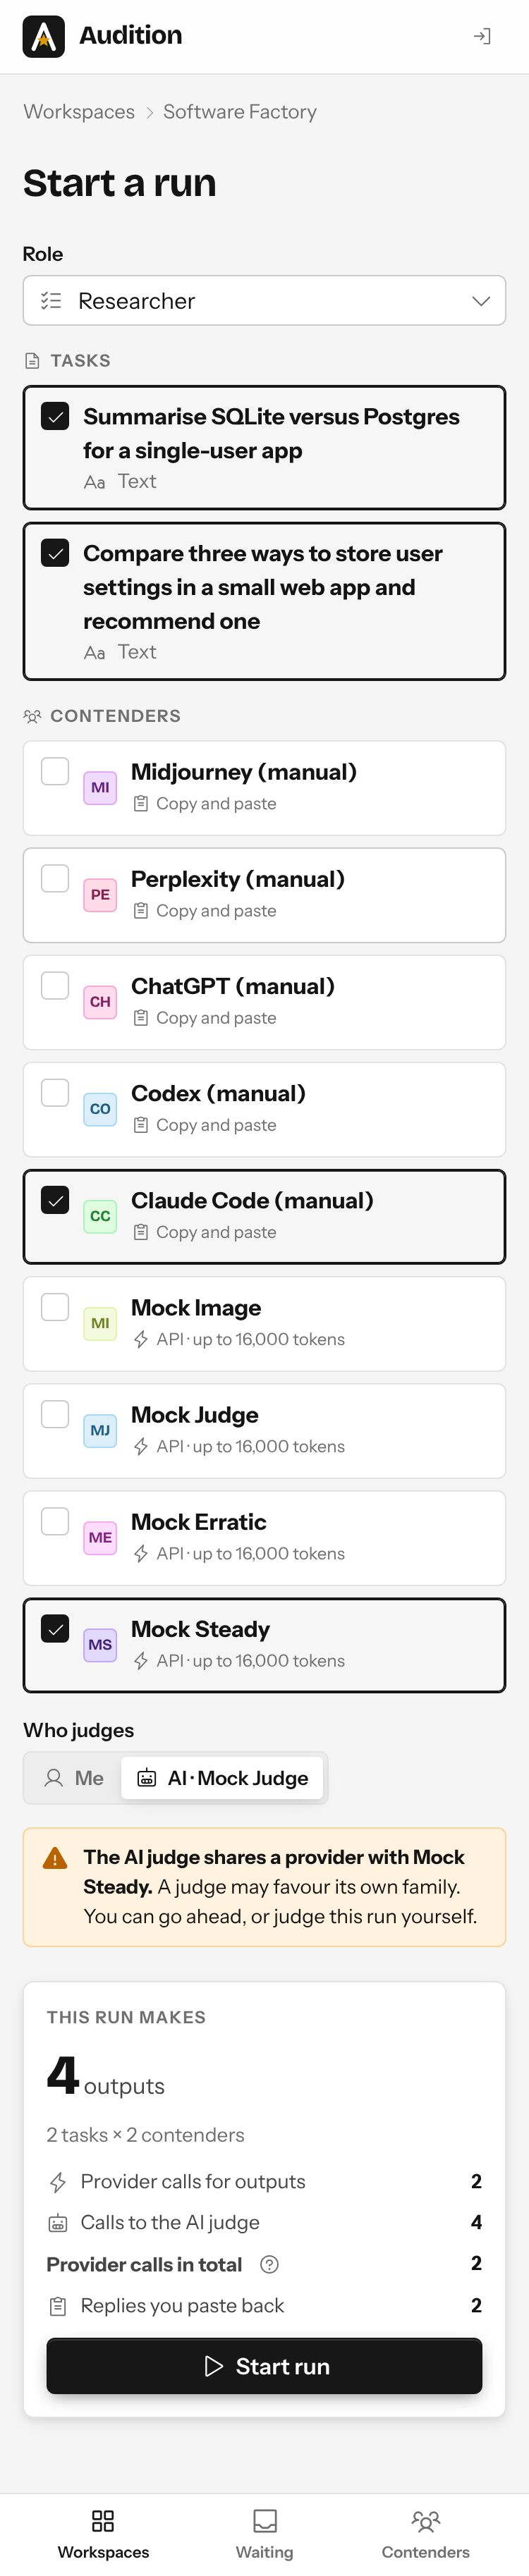 Audition
Workspaces > Software Factory
Start a run
Role
Researcher
TASKS
Summarise SQLite versus Postgres
for a single-user app
Aa Text
Compare three ways to store user
settings in a small web app and
recommend one
Aa Text
CONTENDERS
Midjourney (manual)
MI
Copy and paste
Perplexity (manual)
PE
Copy and paste
ChatGPT (manual)
CH
Copy and paste
Codex (manual)
CO
Copy and paste
Claude Code (manual)
CC
Copy and paste
Mock Image
MI
API · up to 16,000 tokens
Mock Judge
MJ
API · up to 16,000 tokens
Mock Erratic
ME
API · up to 16,000 tokens
Mock Steady
MS
API · up to 16,000 tokens
Who judges
Me AI · Mock Judge
The AI judge shares a provider with Mock
Steady. A judge may favour its own family.
You can go ahead, or judge this run yourself.
THIS RUN MAKES
4 outputs
2 tasks × 2 contenders
Provider calls for outputs 2
Calls to the AI judge 4
Provider calls in total ? 2
Replies you paste back 2
Start run
Workspaces Waiting Contenders